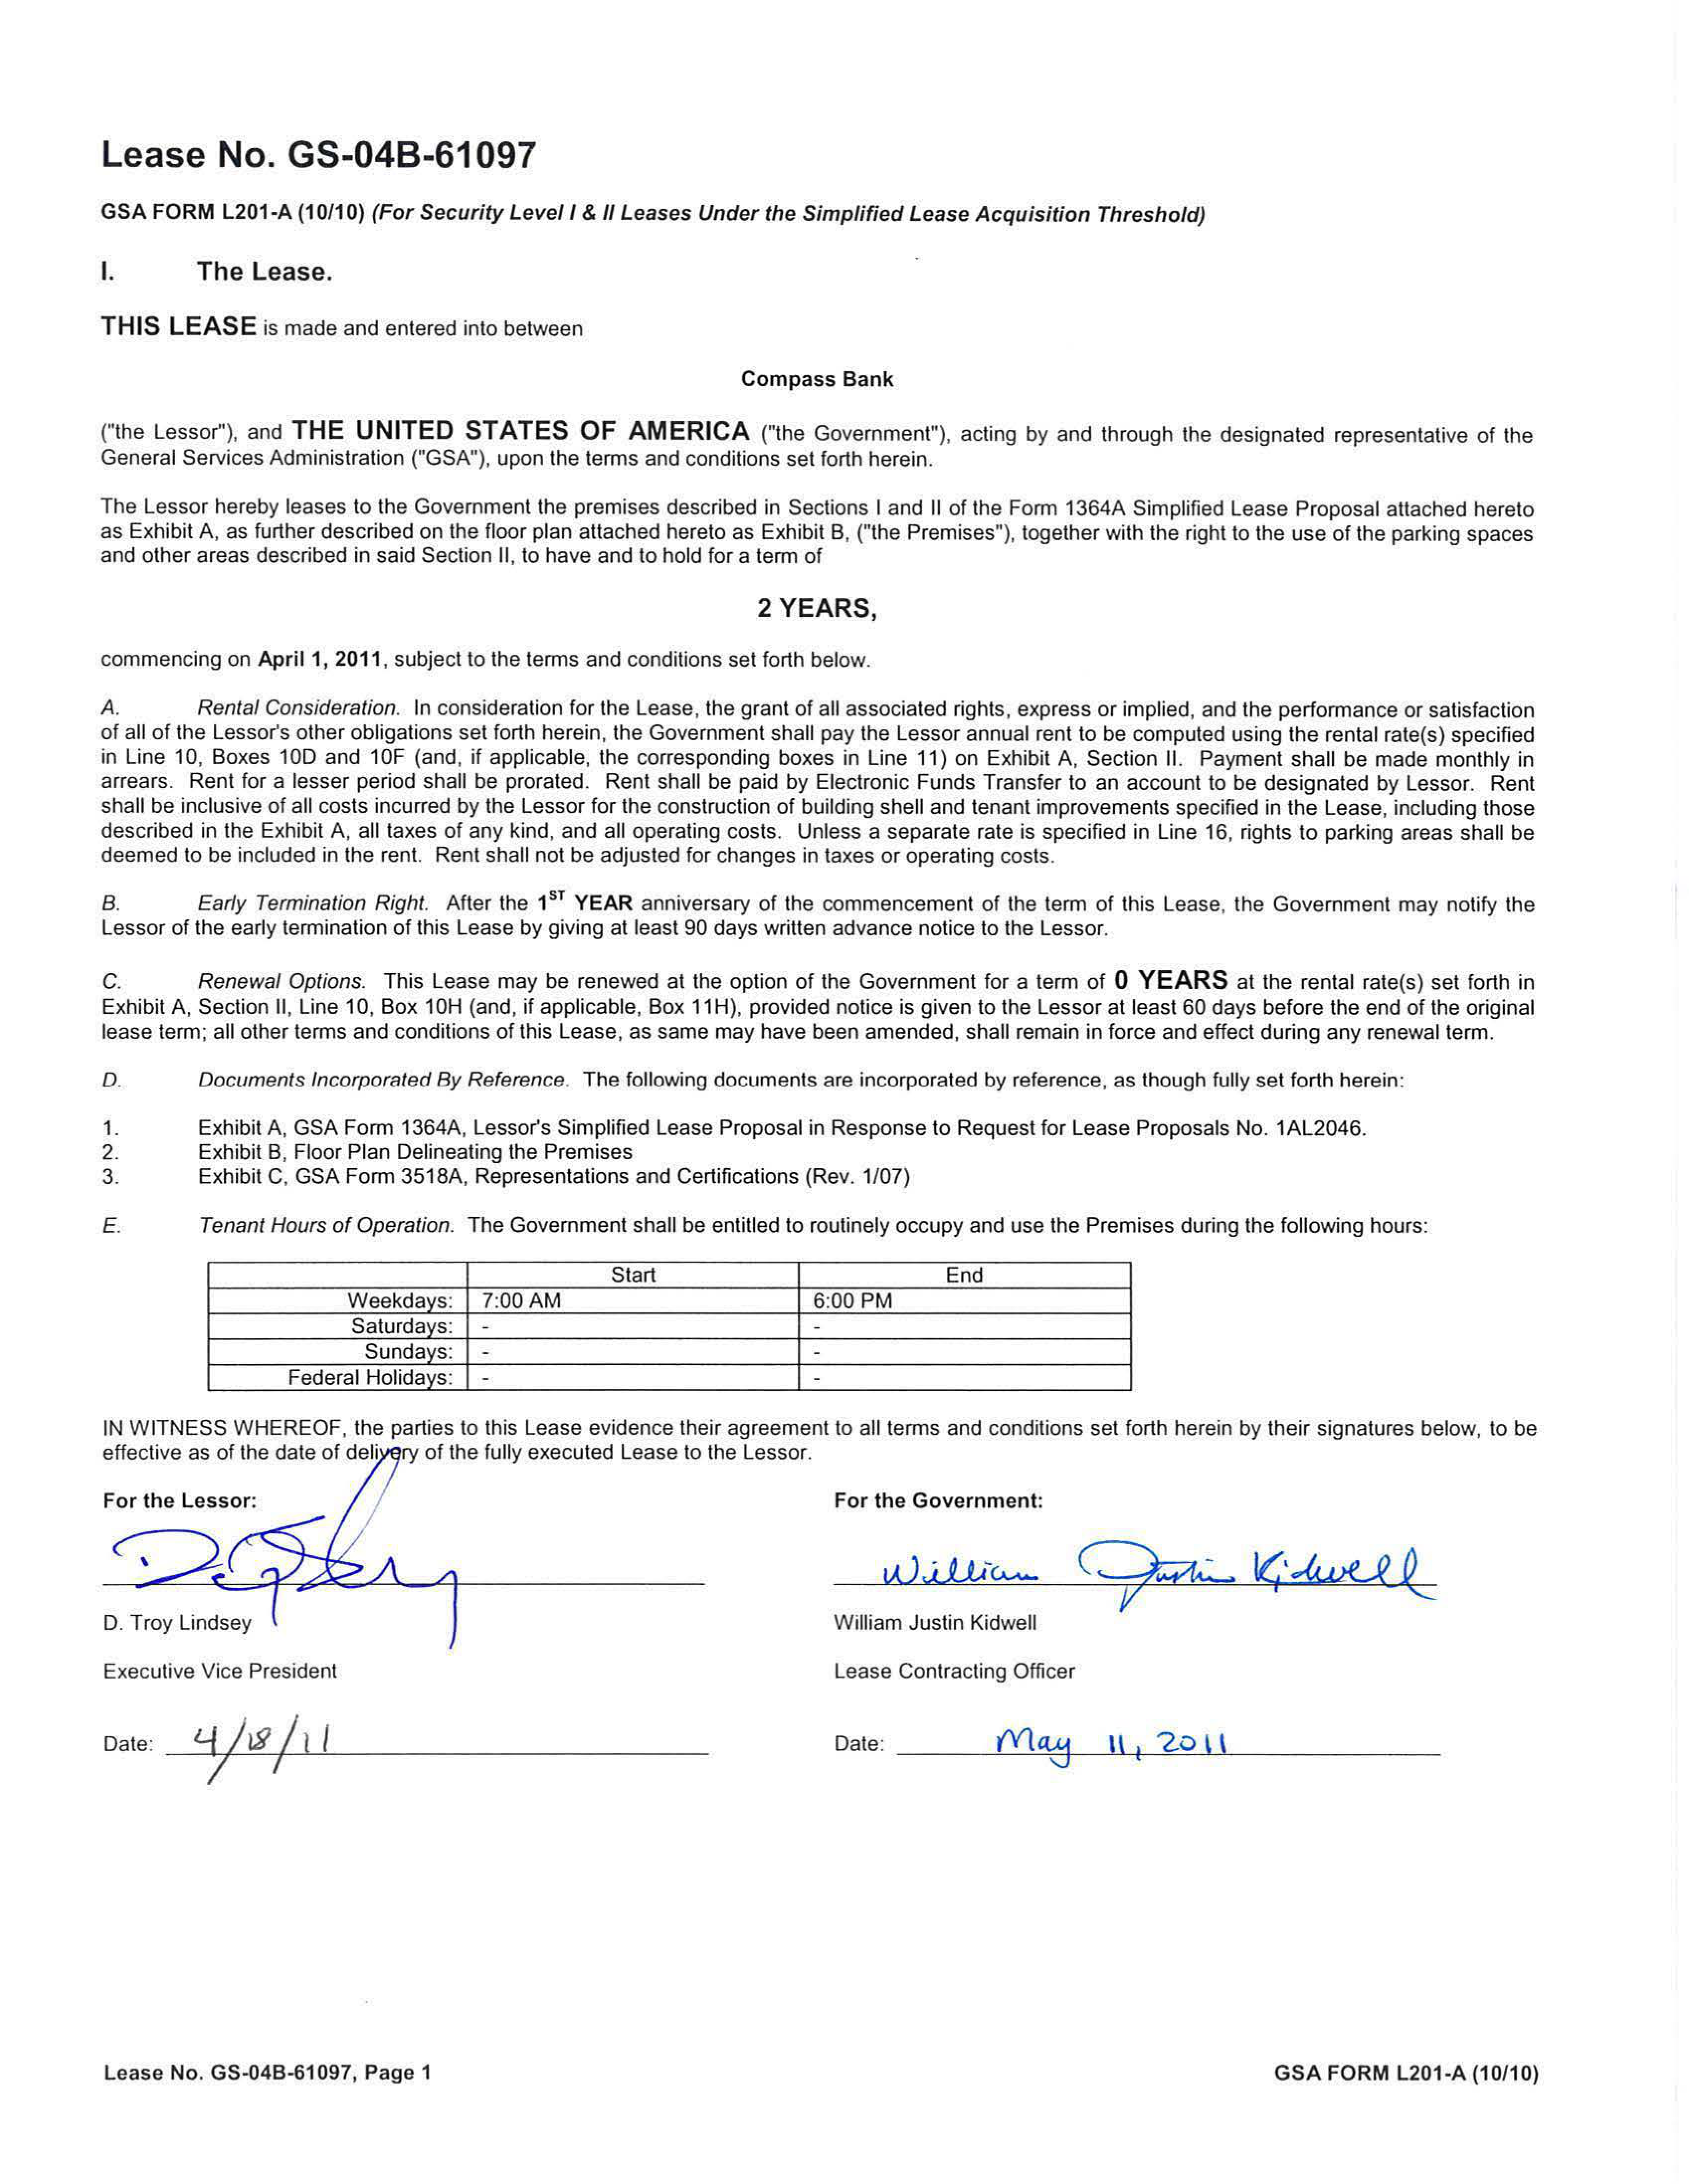 Lease No. GS-04B-61097
GSA FORM L201-A (10/10) (For Security Level I & II Leases Under the Simplified Lease Acquisition Threshold)
I. The Lease.
THIS LEASE is made and entered into between
Compass Bank
("the Lessor"), and THE UNITED STATES OF AMERICA ("the Government"), acting by and through the designated representative of the
General Services Administration ("GSA"), upon the terms and conditions set forth herein.
The Lessor hereby leases to the Government the premises described in Sections I and II of the Form 1364A Simplified Lease Proposal attached hereto
as Exhibit A, as further described on the floor plan attached hereto as Exhibit B, ("the Premises"), together with the right to the use of the parking spaces
and other areas described in said Section II, to have and to hold for a term of
2 YEARS,
commencing on April 1, 2011, subject to the terms and conditions set forth below.
A. Rental Consideration. In consideration for the Lease, the grant of all associated rights, express or implied, and the performance or satisfaction
of all of the Lessor's other obligations set forth herein, the Government shall pay the Lessor annual rent to be computed using the rental rate(s) specified
in Line 10, Boxes 10D and 10F (and, if applicable, the corresponding boxes in Line 11) on Exhibit A, Section II. Payment shall be made monthly in
arrears. Rent for a lesser period shall be prorated. Rent shall be paid by Electronic Funds Transfer to an account to be designated by Lessor. Rent
shall be inclusive of all costs incurred by the Lessor for the construction of building shell and tenant improvements specified in the Lease, including those
described in the Exhibit A, all taxes of any kind, and all operating costs. Unless a separate rate is specified in Line 16, rights to parking areas shall be
deemed to be included in the rent. Rent shall not be adjusted for changes in taxes or operating costs.
B. Early Termination Right. After the 1ST YEAR anniversary of the commencement of the term of this Lease, the Government may notify the
Lessor of the early termination of this Lease by giving at least 90 days written advance notice to the Lessor.
C. Renewal Options. This Lease may be renewed at the option of the Government for a term of 0 YEARS at the rental rate(s) set forth in
Exhibit A, Section II, Line 10, Box 10H (and, if applicable, Box 11H), provided notice is given to the Lessor at least 60 days before the end of the original
lease term; all other terms and conditions of this Lease, as same may have been amended, shall remain in force and effect during any renewal term.
D. Documents Incorporated By Reference. The following documents are incorporated by reference, as though fully set forth herein:
1. Exhibit A, GSA Form 1364A, Lessor's Simplified Lease Proposal in Response to Request for Lease Proposals No. 1AL2046.
2. Exhibit B, Floor Plan Delineating the Premises
3. Exhibit C, GSA Form 3518A, Representations and Certifications (Rev. 1/07)
E. Tenant Hours of Operation. The Government shall be entitled to routinely occupy and use the Premises during the following hours:
Start End
Weekdays: 7:00 AM 6:00 PM
Saturdays: - -
Sundays: - -
Federal Holidays: - -
IN WITNESS WHEREOF, the parties to this Lease evidence their agreement to all terms and conditions set forth herein by their signatures below, to be
effective as of the date of delivery of the fully executed Lease to the Lessor.
For the Lessor: For the Government:
William Justin Kidwell
D. Troy Lindsey William Justin Kidwell
Executive Vice President Lease Contracting Officer
Date: 4/18/11 Date: May 11, 2011
Lease No. GS-04B-61097, Page 1 GSA FORM L201-A (10/10)